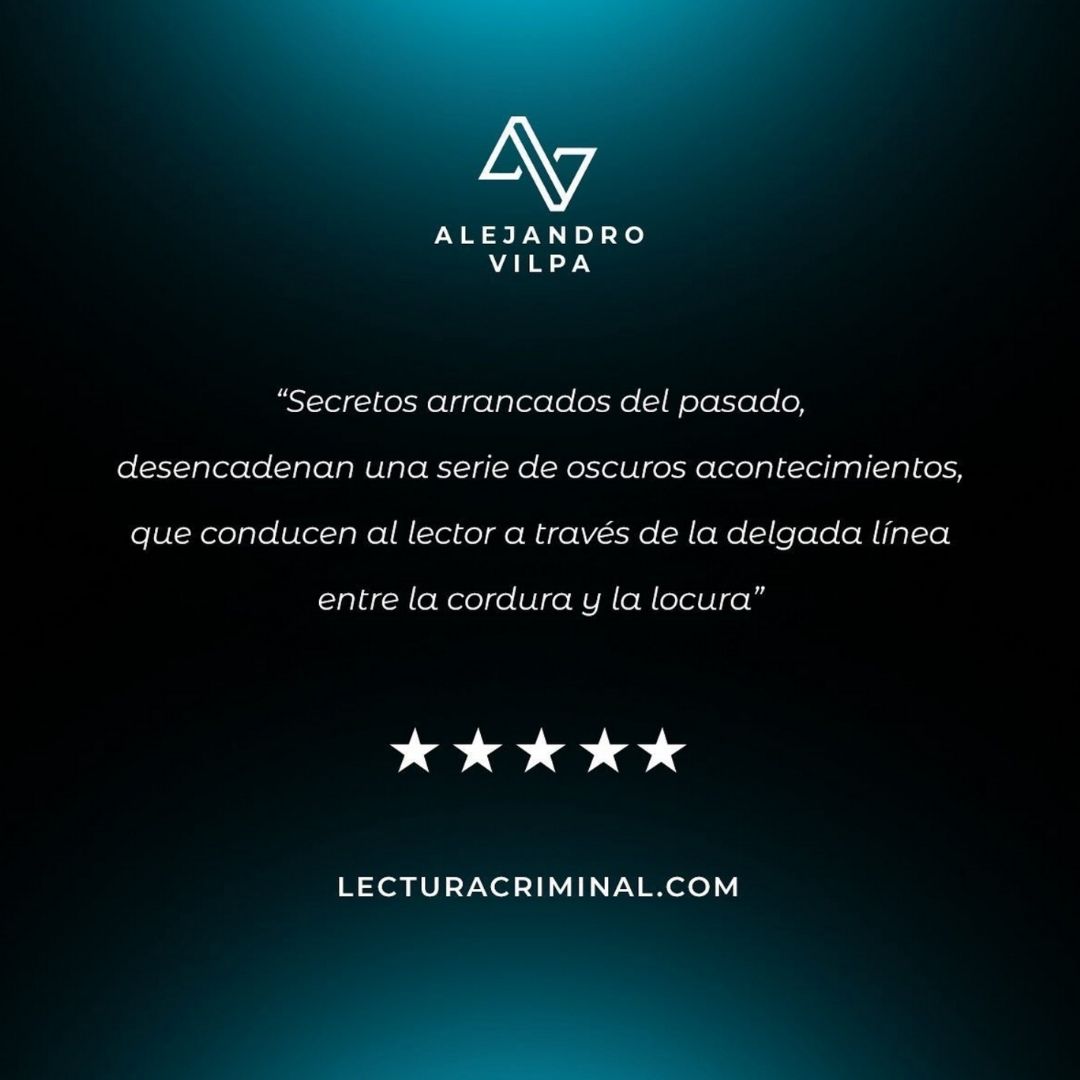 ALEJANDRO
VILPA
“Secretos arrancados del pasado,
desencadenan una serie de oscuros acontecimientos,
que conducen al lector a través de la delgada línea
entre la cordura y la locura”
LECTURACRIMINAL.COM